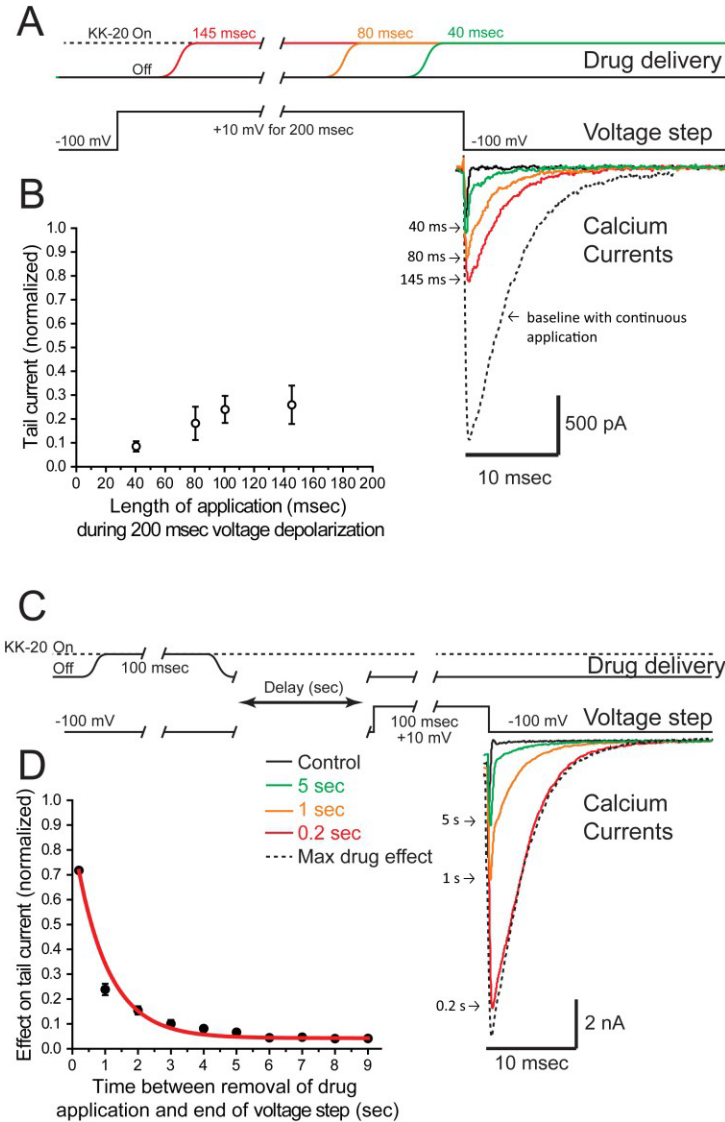 A
KK-20 On
145 msec
80 msec
40 msec
Off
Drug delivery
-100 mV
+10 mV for 200 msec
-100 mV
Voltage step
B
1.0
0.9
0.8
0.7
0.6
0.5
0.4
0.3
0.2
0.1
0.0
Tail current (normalized)
0 20 40 60 80 100 120 140 160 180 200
Length of application (msec)
during 200 msec voltage depolarization
40 ms→
80 ms→
145 ms→
Calcium
Currents
← baseline with continuous
application
500 pA
10 msec
C
KK-20 On
Off
100 msec
Drug delivery
Delay (sec)
-100 mV
100 msec
+10 mV
-100 mV
Voltage step
D
Control
5 sec
1 sec
0.2 sec
Max drug effect
1.0
0.9
0.8
0.7
0.6
0.5
0.4
0.3
0.2
0.1
0.0
Effect on tail current (normalized)
0 1 2 3 4 5 6 7 8 9
Time between removal of drug
application and end of voltage step (sec)
5 s→
1 s→
0.2 s→
Calcium
Currents
2 nA
10 msec